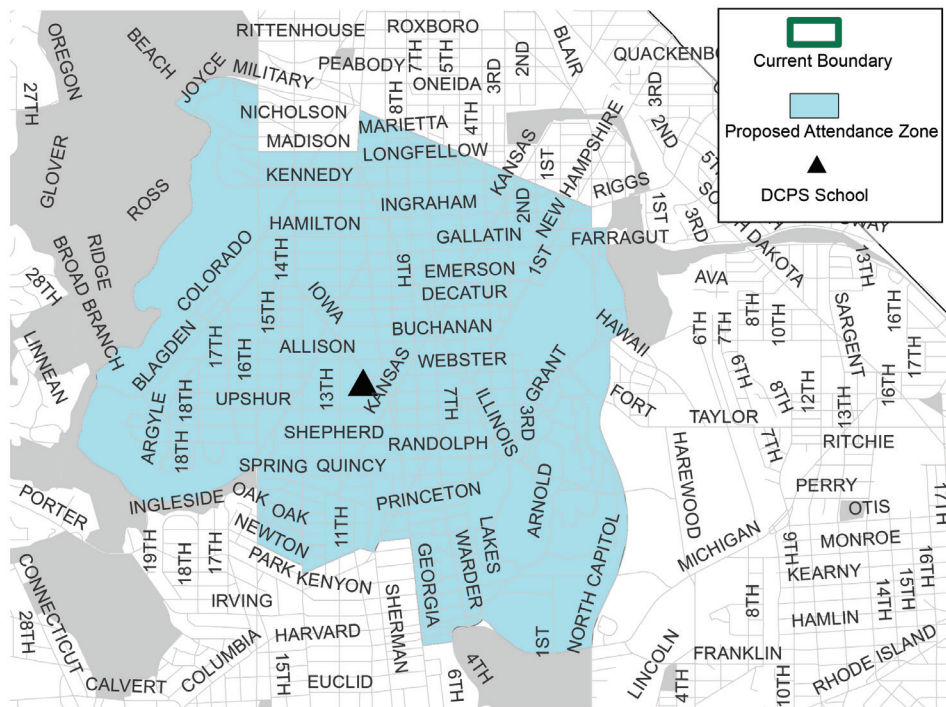 RITTENHOUSE
ROXBORO
OREGON
BEACH
JOYCE
MILITARY
PEABODY
7TH
5TH
2ND
BLAIR
ONEIDA
3RD
27TH
NICHOLSON
8TH
MARIETTA
4TH
MADISON
LONGFELLOW
KANSAS
1ST
NEW HAMPSHIRE
3RD
2ND
GLOVER
ROSS
KENNEDY
INGRAHAM
2ND
RIGGS
1ST
3RD
5TH
HAMILTON
GALLATIN
1ST
FARRAGUT
SOUTH DAKOTA
RIDGE
BROAD BRANCH
COLORADO
14TH
9TH
EMERSON
DECATUR
AVA
13TH
28TH
15TH
IOWA
BUCHANAN
HAWAII
6TH
7TH
8TH
10TH
SARGENT
16TH
LINNEAN
BLAGDEN
17TH
16TH
ALLISON
WEBSTER
GRANT
6TH
17TH
UPSHUR
13TH
KANSAS
7TH
ILLINOIS
3RD
FORT
TAYLOR
8TH
12TH
13TH
16TH
ARGYLE
18TH
18TH
SHEPHERD
RANDOLPH
HAREWOOD
7TH
RITCHIE
SPRING
QUINCY
PORTER
INGLESIDE
OAK
OAK
PRINCETON
ARNOLD
PERRY
OTIS
17TH
NEWTON
11TH
LAKES
WARDER
NORTH CAPITOL
MICHIGAN
9TH
MONROE
16TH
19TH
18TH
17TH
PARK
KENYON
GEORGIA
KEARNY
15TH
14TH
CONNECTICUT
28TH
IRVING
SHERMAN
8TH
HAMLIN
COLUMBIA
HARVARD
1ST
LINCOLN
FRANKLIN
RHODE ISLAND
CALVERT
15TH
EUCLID
6TH
4TH
4TH
10TH
Current Boundary
Proposed Attendance Zone
DCPS School